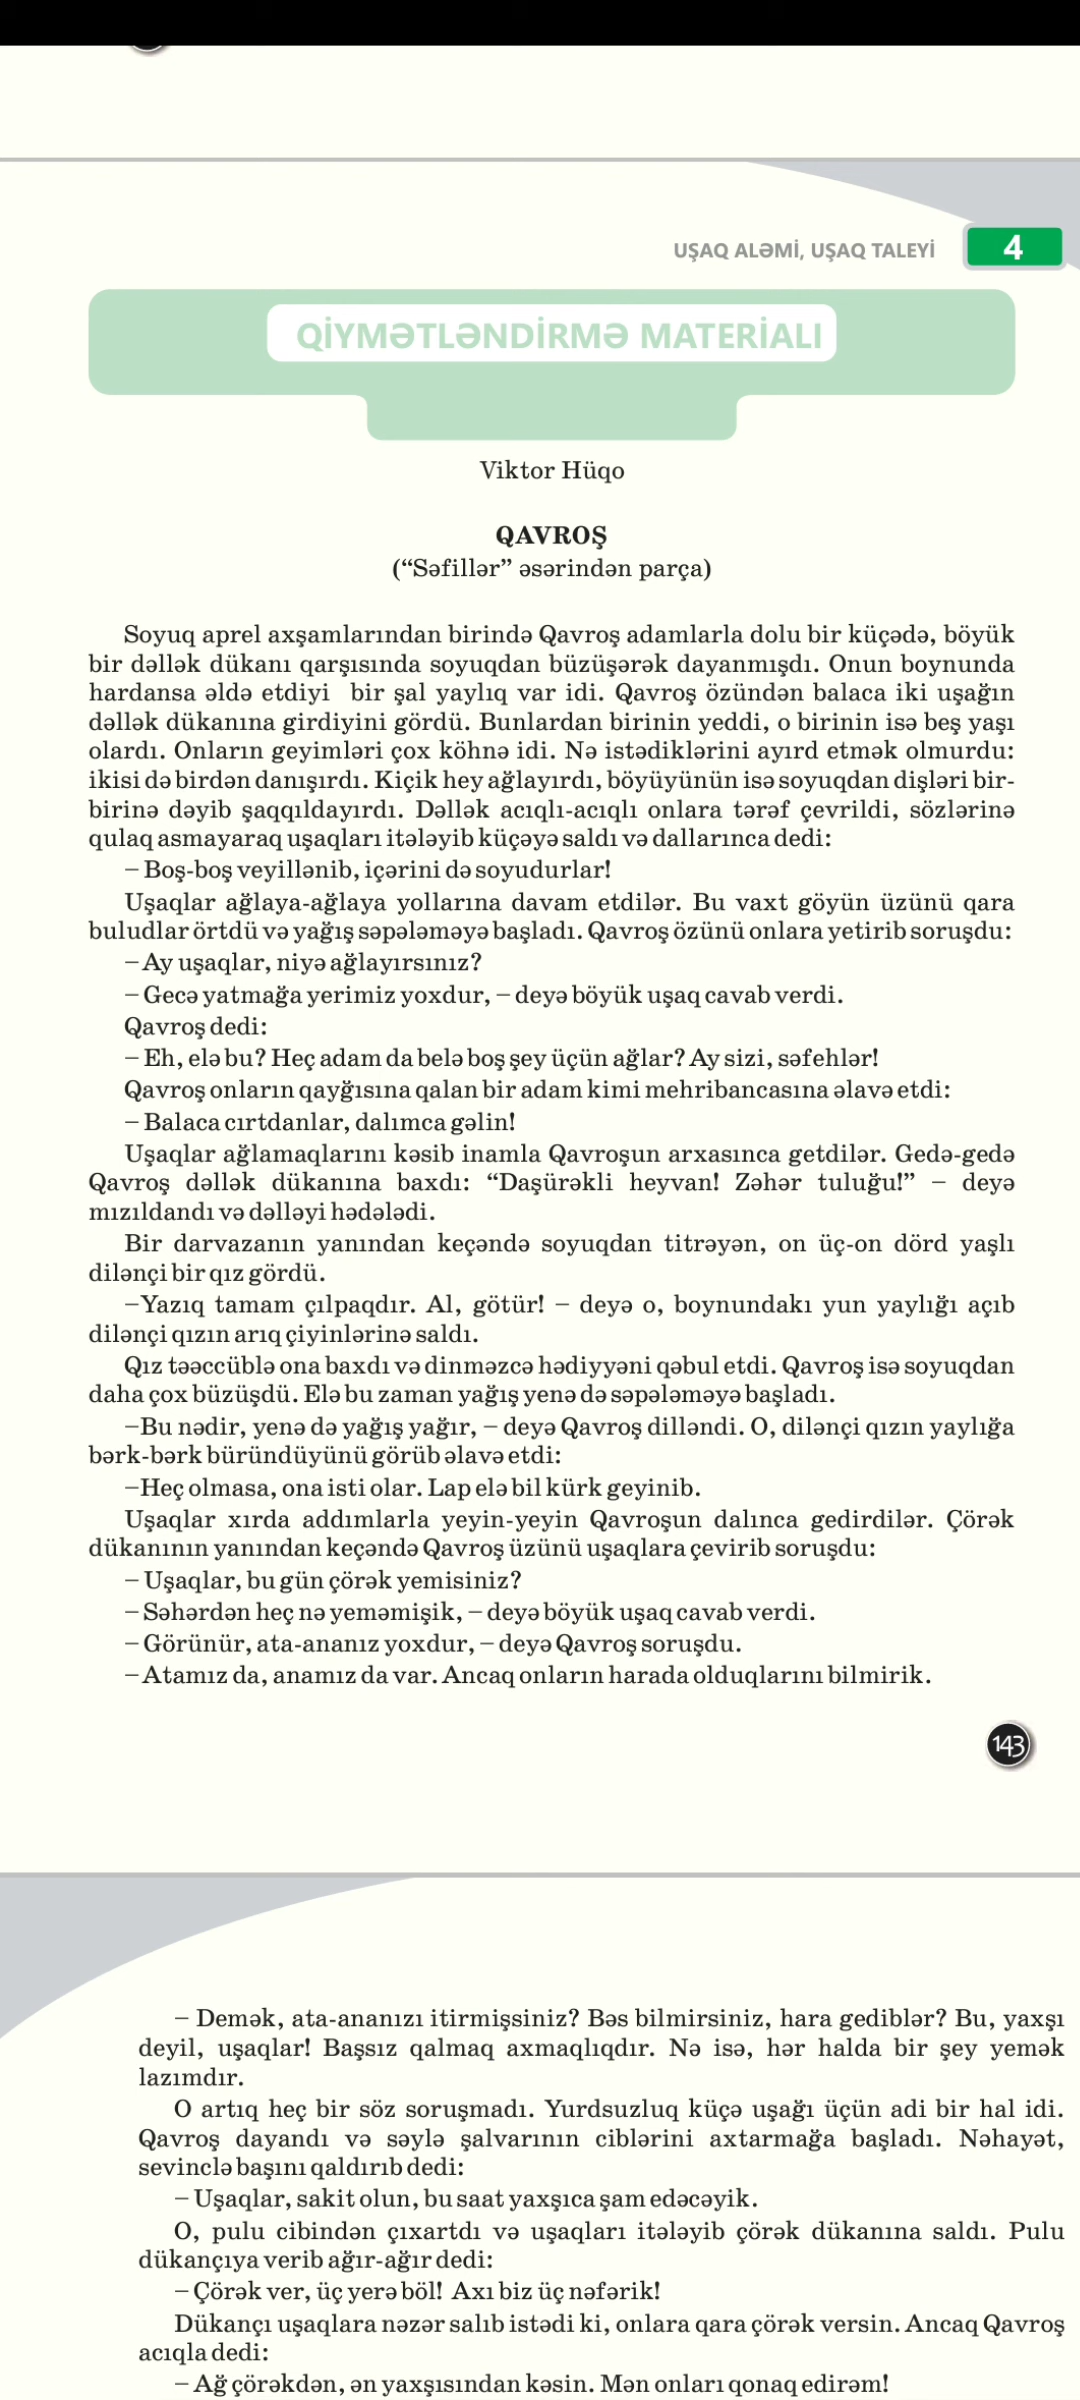 UŞAQ ALƏMİ, UŞAQ TALEYİ
4
QİYMƏTLƏNDİRMƏ MATERİALI
Viktor Hüqo
QAVROŞ
(“Səfillər” əsərindən parça)
Soyuq aprel axşamlarından birində Qavroş adamlarla dolu bir küçədə, böyük
bir dəllək dükanı qarşısında soyuqdan büzüşərək dayanmışdı. Onun boynunda
hardansa əldə etdiyi bir şal yaylıq var idi. Qavroş özündən balaca iki uşağın
dəllək dükanına girdiyini gördü. Bunlardan birinin yeddi, o birinin isə beş yaşı
olardı. Onların geyimləri çox köhnə idi. Nə istədiklərini ayırd etmək olmurdu:
ikisi də birdən danışırdı. Kiçik hey ağlayırdı, böyüyünün isə soyuqdan dişləri bir-
birinə dəyib şaqqıldayırdı. Dəllək acıqlı-acıqlı onlara tərəf çevrildi, sözlərinə
qulaq asmayaraq uşaqları itələyib küçəyə saldı və dallarınca dedi:
– Boş-boş veyillənib, içərini də soyudurlar!
Uşaqlar ağlaya-ağlaya yollarına davam etdilər. Bu vaxt göyün üzünü qara
buludlar örtdü və yağış səpələməyə başladı. Qavroş özünü onlara yetirib soruşdu:
– Ay uşaqlar, niyə ağlayırsınız?
– Gecə yatmağa yerimiz yoxdur, – deyə böyük uşaq cavab verdi.
Qavroş dedi:
– Eh, elə bu? Heç adam da belə boş şey üçün ağlar? Ay sizi, səfehlər!
Qavroş onların qayğısına qalan bir adam kimi mehribancasına əlavə etdi:
– Balaca cırtdanlar, dalımca gəlin!
Uşaqlar ağlamaqlarını kəsib inamla Qavroşun arxasınca getdilər. Gedə-gedə
Qavroş dəllək dükanına baxdı: “Daşürəkli heyvan! Zəhər tuluğu!” – deyə
mızıldandı və dəlləyi hədələdi.
Bir darvazanın yanından keçəndə soyuqdan titrəyən, on üç-on dörd yaşlı
dilənçi bir qız gördü.
–Yazıq tamam çılpaqdır. Al, götür! – deyə o, boynundakı yun yaylığı açıb
dilənçi qızın arıq çiyinlərinə saldı.
Qız təəccüblə ona baxdı və dinməzcə hədiyyəni qəbul etdi. Qavroş isə soyuqdan
daha çox büzüşdü. Elə bu zaman yağış yenə də səpələməyə başladı.
–Bu nədir, yenə də yağış yağır, – deyə Qavroş dilləndi. O, dilənçi qızın yaylığa
bərk-bərk büründüyünü görüb əlavə etdi:
–Heç olmasa, ona isti olar. Lap elə bil kürk geyinib.
Uşaqlar xırda addımlarla yeyin-yeyin Qavroşun dalınca gedirdilər. Çörək
dükanının yanından keçəndə Qavroş üzünü uşaqlara çevirib soruşdu:
– Uşaqlar, bu gün çörək yemisiniz?
– Səhərdən heç nə yeməmişik, – deyə böyük uşaq cavab verdi.
– Görünür, ata-ananız yoxdur, – deyə Qavroş soruşdu.
– Atamız da, anamız da var. Ancaq onların harada olduqlarını bilmirik.
143
– Demək, ata-ananızı itirmişsiniz? Bəs bilmirsiniz, hara gediblər? Bu, yaxşı
deyil, uşaqlar! Başsız qalmaq axmaqlıqdır. Nə isə, hər halda bir şey yemək
lazımdır.
O artıq heç bir söz soruşmadı. Yurdsuzluq küçə uşağı üçün adi bir hal idi.
Qavroş dayandı və səylə şalvarının ciblərini axtarmağa başladı. Nəhayət,
sevinclə başını qaldırıb dedi:
– Uşaqlar, sakit olun, bu saat yaxşıca şam edəcəyik.
O, pulu cibindən çıxartdı və uşaqları itələyib çörək dükanına saldı. Pulu
dükançıya verib ağır-ağır dedi:
– Çörək ver, üç yerə böl! Axı biz üç nəfərik!
Dükançı uşaqlara nəzər salıb istədi ki, onlara qara çörək versin. Ancaq Qavroş
acıqla dedi:
– Ağ çörəkdən, ən yaxşısından kəsin. Mən onları qonaq edirəm!